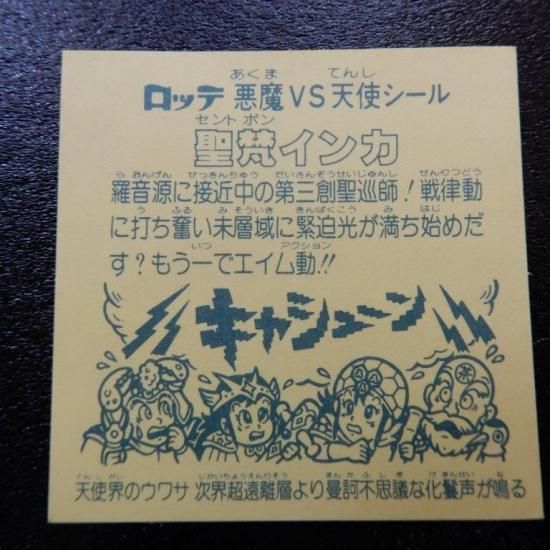 ロッテ 悪魔VS天使シール
聖梵インカ
羅音源に接近中の第三創聖巡師!戦律動
に打ち奮い未層域に緊迫光が満ち始めだ
す?もう一でエイム動!!
キャシューン
天使界のウワサ 次界超遠離層より曼訶不思議な化鬘声が鳴る